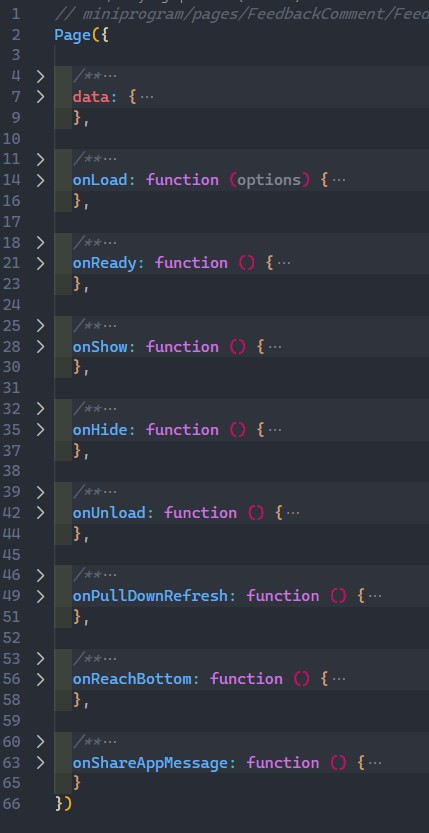 1 // miniprogram/pages/FeedbackComment/Feed
2 Page({
3
4 /**···
7 data: {···
9 },
10
11 /**···
14 onLoad: function (options) {···
16 },
17
18 /**···
21 onReady: function () {···
23 },
24
25 /**···
28 onShow: function () {···
30 },
31
32 /**···
35 onHide: function () {···
37 },
38
39 /**···
42 onUnload: function () {···
44 },
45
46 /**···
49 onPullDownRefresh: function () {···
51 },
52
53 /**···
56 onReachBottom: function () {···
58 },
59
60 /**···
63 onShareAppMessage: function () {···
65 }
66 })